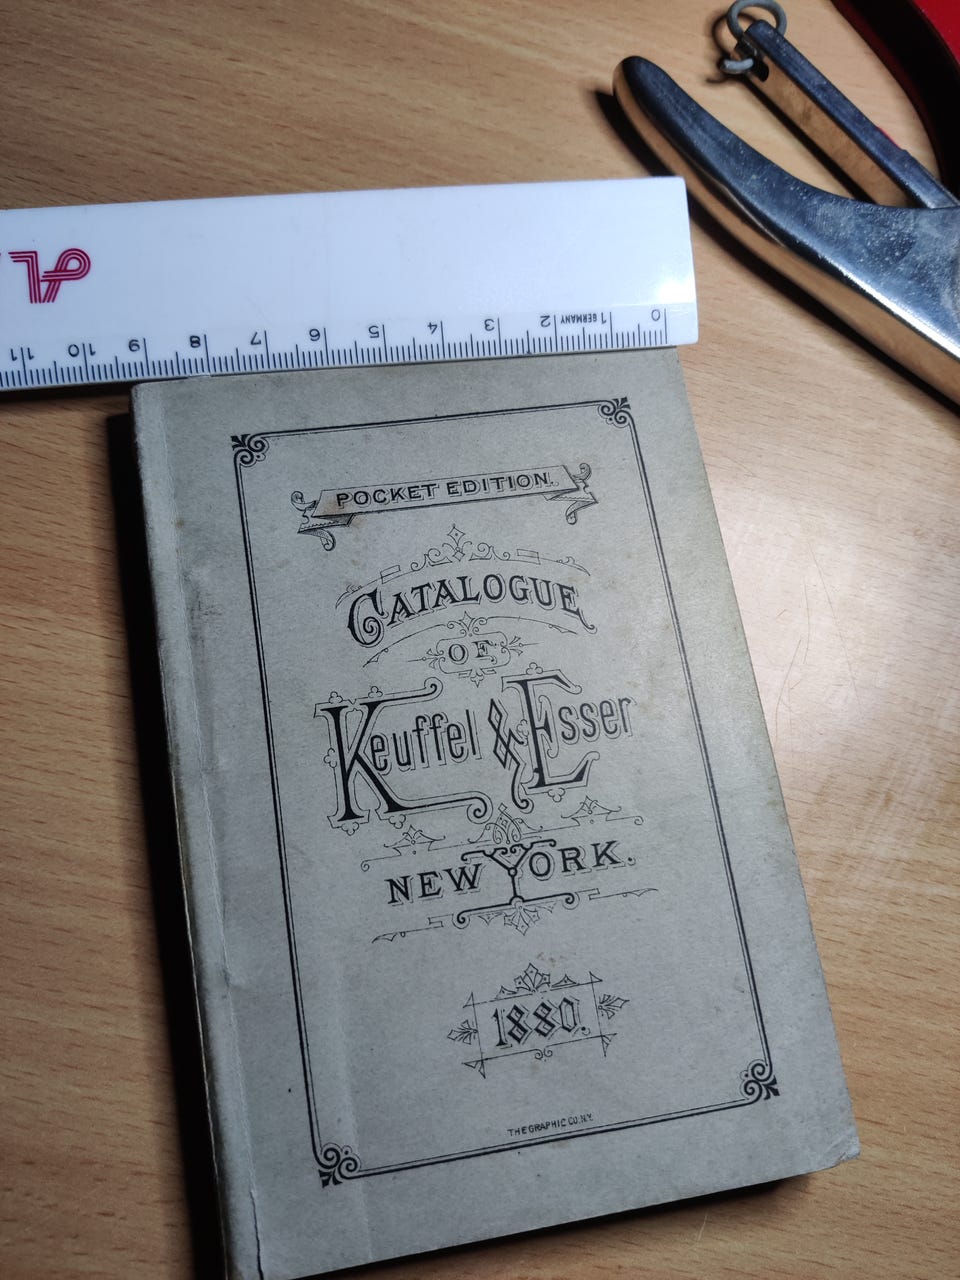 11 10 9 8 7 6 5 4 3 2 GERMANY 1 0
POCKET EDITION.
CATALOGUE
OF
Keuffel & Esser
NEW YORK.
1880.
THE GRAPHIC CO. N.Y.